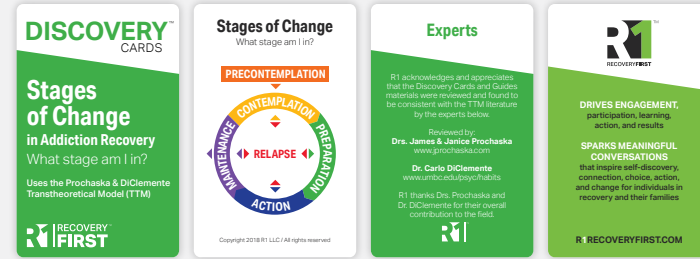 DISCOVERY™
CARDS
Stages
of Change
in Addiction Recovery
What stage am I in?
Uses the Prochaska & DiClemente
Transtheoretical Model (TTM)
R1 RECOVERY
FIRST
Stages of Change
What stage am I in?
PRECONTEMPLATION
CONTEMPLATION
PREPARATION
MAINTENANCE
RELAPSE
ACTION
Copyright 2018 R1 LLC / All rights reserved
Experts
R1 acknowledges and appreciates
that the Discovery Cards and Guides
materials were reviewed and found to
be consistent with the TTM literature
by the experts below.
Reviewed by:
Drs. James & Janice Prochaska
www.jprochaska.com
Dr. Carlo DiClemente
www.umbc.edu/psyc/habits
R1 thanks Drs. Prochaska and
Dr. DiClemente for their overall
contribution to the field.
R1
R1™
RECOVERYFIRST
DRIVES ENGAGEMENT,
participation, learning,
action, and results
SPARKS MEANINGFUL
CONVERSATIONS
that inspire self-discovery,
connection, choice, action,
and change for individuals in
recovery and their families
R1RECOVERYFIRST.COM